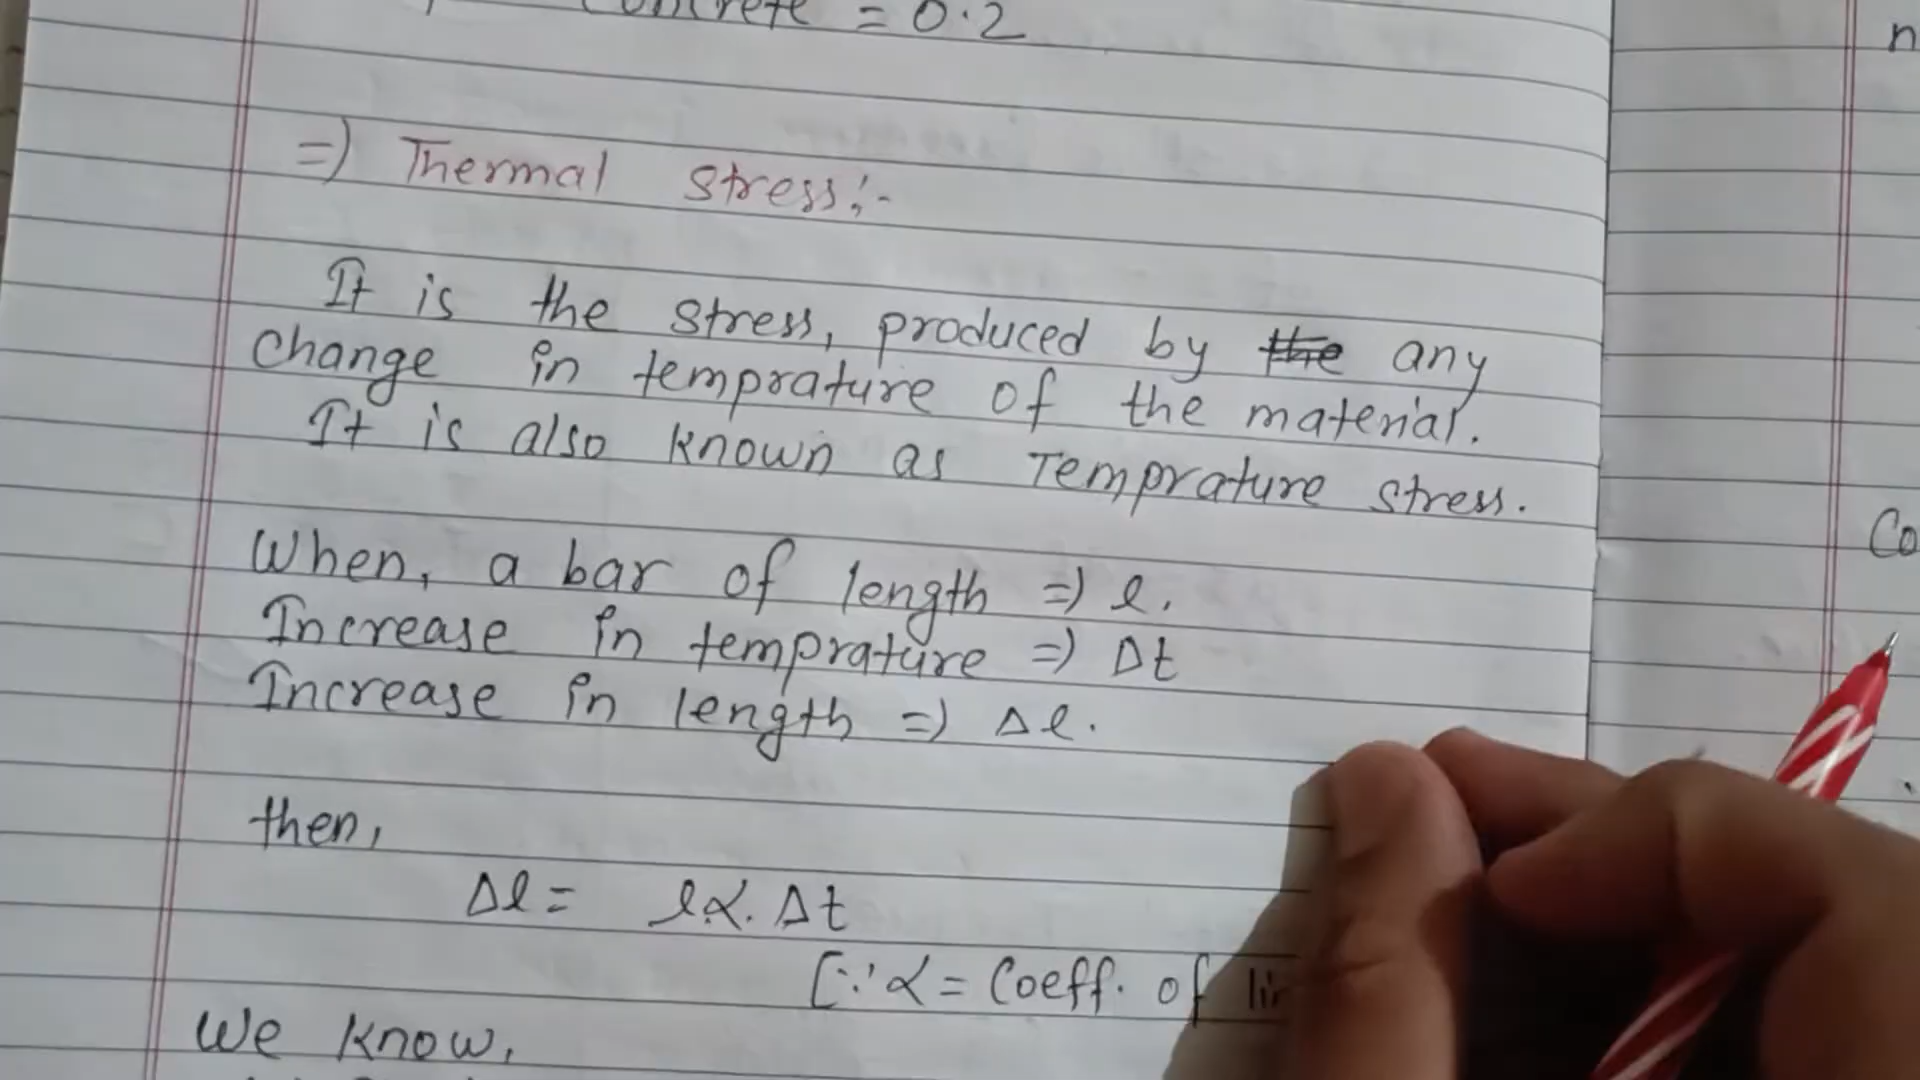 Concrete = 0.2
=) Thermal stress:-
It is the stress, produced by the any
change in temprature of the material.
It is also known as Temprature stress.
When, a bar of length =) l.
Increase in temprature =) Δt
Increase in length =) Δl.
then,
Δl = lα. Δt
[∵ α = Coeff. of
We know,